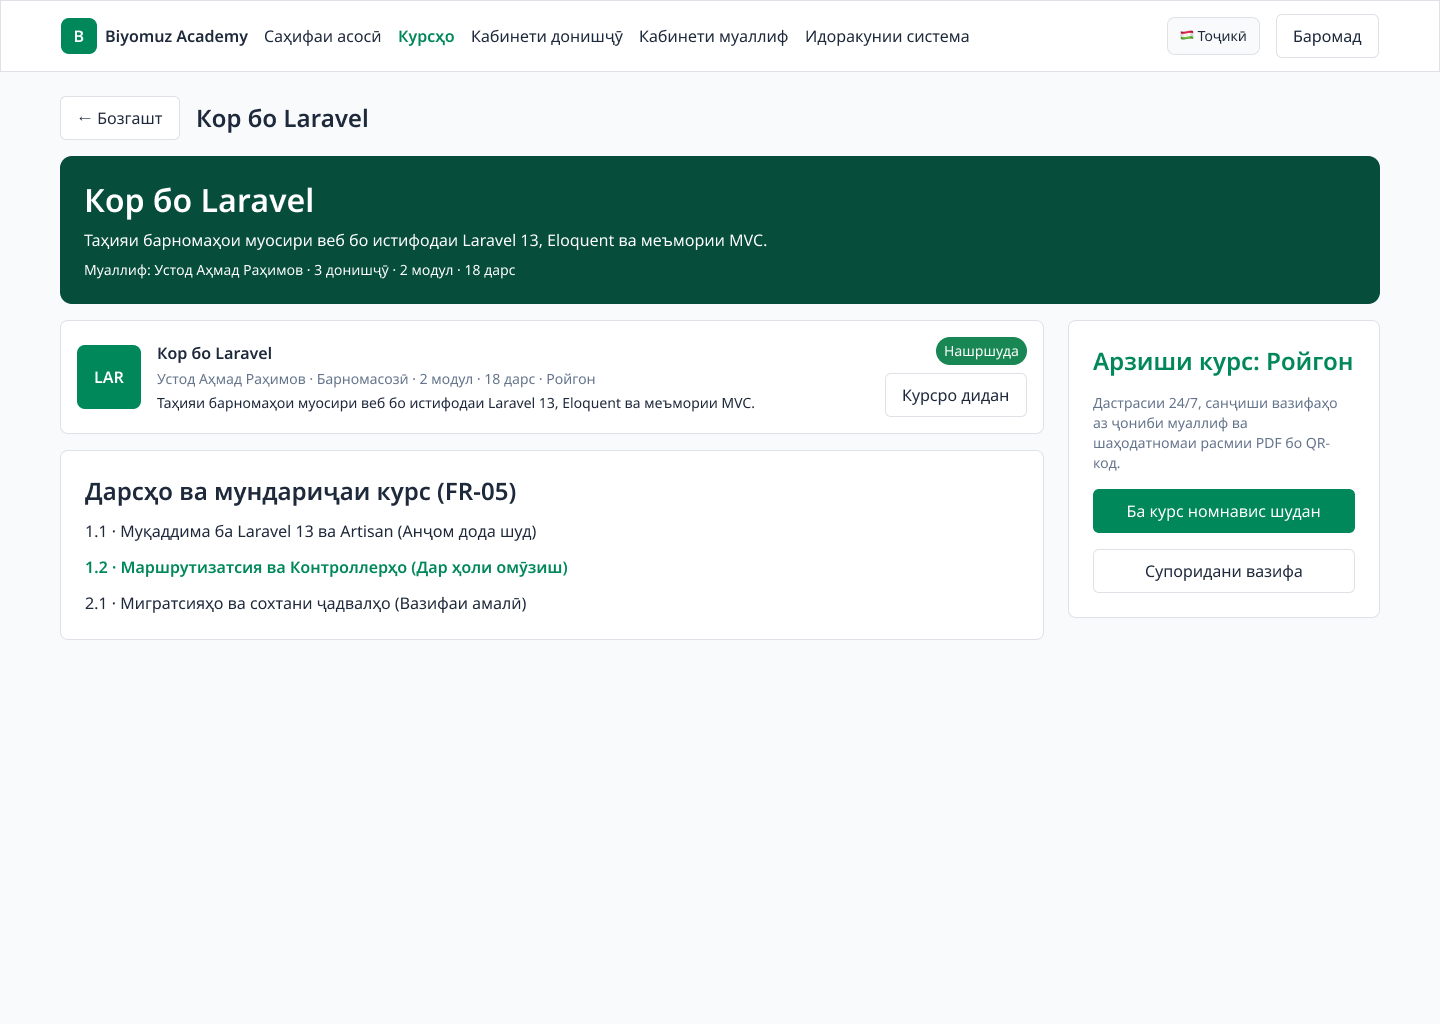 B Biyomuz Academy Саҳифаи асосӣ Курсҳо Кабинети донишҷӯ Кабинети муаллиф Идоракунии система Тоҷикӣ Баромад
← Бозгашт Кор бо Laravel
Кор бо Laravel
Таҳияи барномаҳои муосири веб бо истифодаи Laravel 13, Eloquent ва меъмории MVC.
Муаллиф: Устод Аҳмад Раҳимов · 3 донишҷӯ · 2 модул · 18 дарс
LAR
Кор бо Laravel
Устод Аҳмад Раҳимов · Барномасозӣ · 2 модул · 18 дарс · Ройгон
Таҳияи барномаҳои муосири веб бо истифодаи Laravel 13, Eloquent ва меъмории MVC.
Нашршуда
Курсро дидан
Дарсҳо ва мундариҷаи курс (FR-05)
1.1 · Муқаддима ба Laravel 13 ва Artisan (Анҷом дода шуд)
1.2 · Маршрутизатсия ва Контроллерҳо (Дар ҳоли омӯзиш)
2.1 · Мигратсияҳо ва сохтани ҷадвалҳо (Вазифаи амалӣ)
Арзиши курс: Ройгон
Дастрасии 24/7, санҷиши вазифаҳо
аз ҷониби муаллиф ва
шаҳодатномаи расмии PDF бо QR-
код.
Ба курс номнавис шудан
Супоридани вазифа